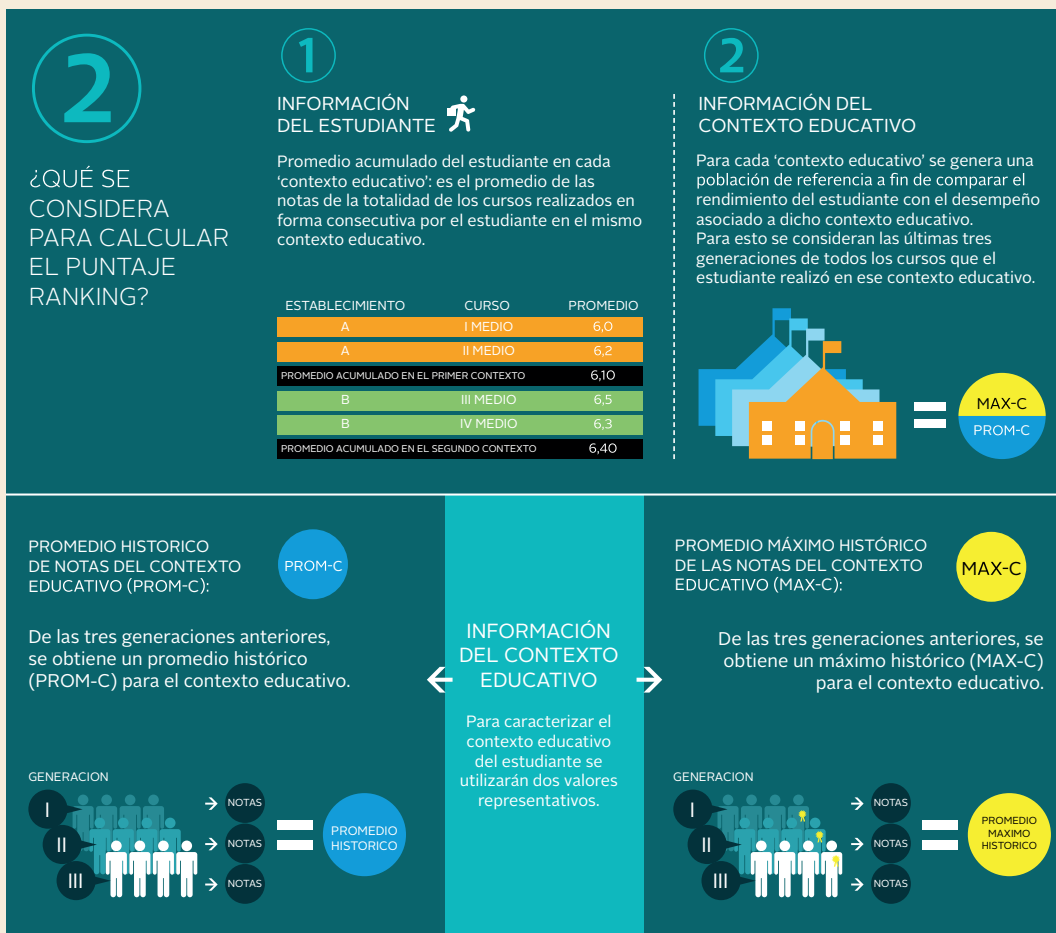 2
¿QUÉ SE
CONSIDERA
PARA CALCULAR
EL PUNTAJE
RANKING?
1
INFORMACIÓN
DEL ESTUDIANTE
Promedio acumulado del estudiante en cada
‘contexto educativo’: es el promedio de las
notas de la totalidad de los cursos realizados en
forma consecutiva por el estudiante en el mismo
contexto educativo.
ESTABLECIMIENTO CURSO PROMEDIO
A I MEDIO 6,0
A II MEDIO 6,2
PROMEDIO ACUMULADO EN EL PRIMER CONTEXTO 6,10
B III MEDIO 6,5
B IV MEDIO 6,3
PROMEDIO ACUMULADO EN EL SEGUNDO CONTEXTO 6,40
2
INFORMACIÓN DEL
CONTEXTO EDUCATIVO
Para cada ‘contexto educativo’ se genera una
población de referencia a fin de comparar el
rendimiento del estudiante con el desempeño
asociado a dicho contexto educativo.
Para esto se consideran las últimas tres
generaciones de todos los cursos que el
estudiante realizó en ese contexto educativo.
MAX-C
PROM-C
PROMEDIO HISTORICO
DE NOTAS DEL CONTEXTO
EDUCATIVO (PROM-C):
PROM-C
De las tres generaciones anteriores,
se obtiene un promedio histórico
(PROM-C) para el contexto educativo.
GENERACION
I NOTAS
II NOTAS
III NOTAS
PROMEDIO
HISTORICO
INFORMACIÓN
DEL CONTEXTO
EDUCATIVO
Para caracterizar el
contexto educativo
del estudiante se
utilizarán dos valores
representativos.
PROMEDIO MÁXIMO HISTÓRICO
DE LAS NOTAS DEL CONTEXTO
EDUCATIVO (MAX-C):
MAX-C
De las tres generaciones anteriores, se
obtiene un máximo histórico (MAX-C)
para el contexto educativo.
GENERACION
I NOTAS
II NOTAS
III NOTAS
PROMEDIO
MAXIMO
HISTORICO